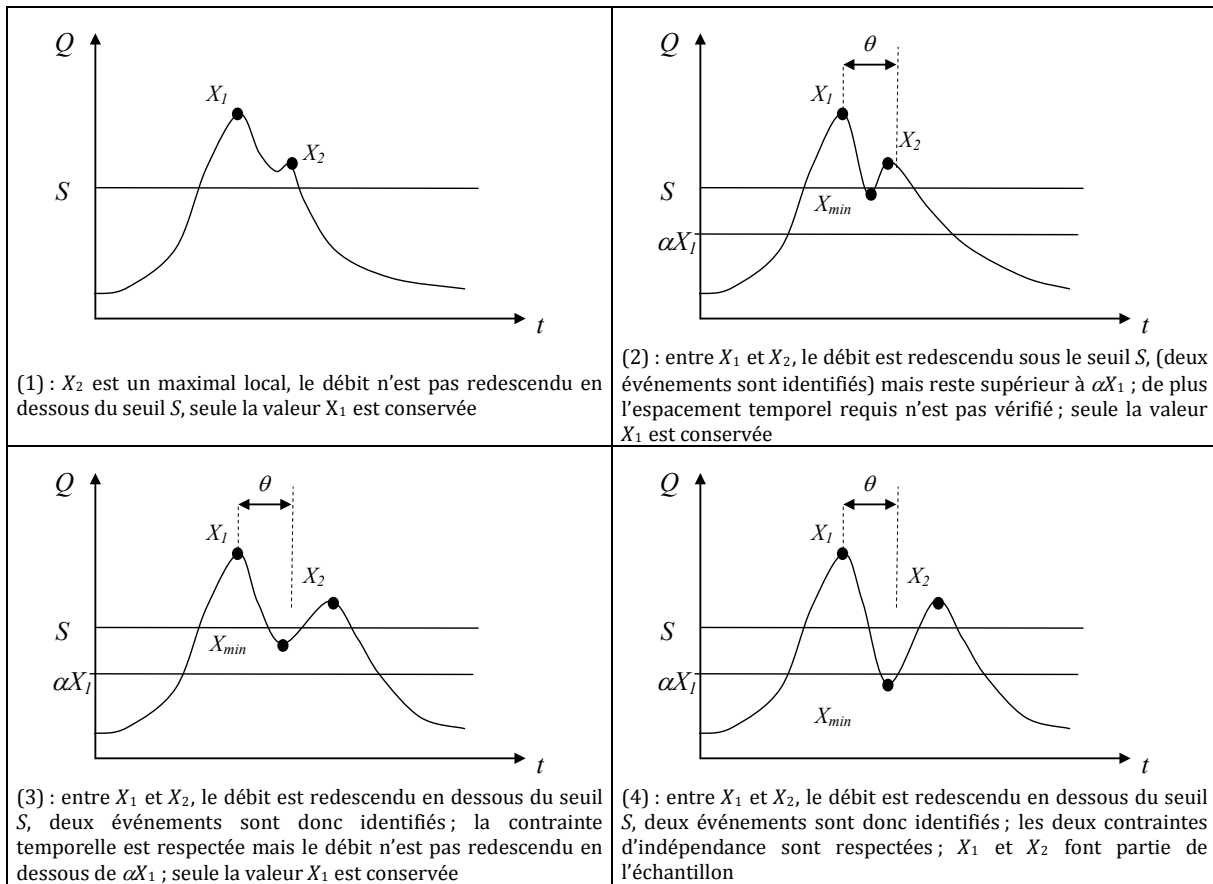 Q
X1
X2
S
t
(1) : X2 est un maximal local, le débit n'est pas redescendu en
dessous du seuil S, seule la valeur X1 est conservée
Q
θ
X1
X2
S
Xmin
αX1
t
(2) : entre X1 et X2, le débit est redescendu sous le seuil S, (deux
événements sont identifiés) mais reste supérieur à αX1 ; de plus
l'espacement temporel requis n'est pas vérifié ; seule la valeur
X1 est conservée
Q
θ
X1
X2
S
Xmin
αX1
t
(3) : entre X1 et X2, le débit est redescendu en dessous du seuil
S, deux événements sont donc identifiés ; la contrainte
temporelle est respectée mais le débit n'est pas redescendu en
dessous de αX1 ; seule la valeur X1 est conservée
Q
θ
X1
X2
S
αX1
Xmin
t
(4) : entre X1 et X2, le débit est redescendu en dessous du seuil
S, deux événements sont donc identifiés ; les deux contraintes
d'indépendance sont respectées ; X1 et X2 font partie de
l'échantillon